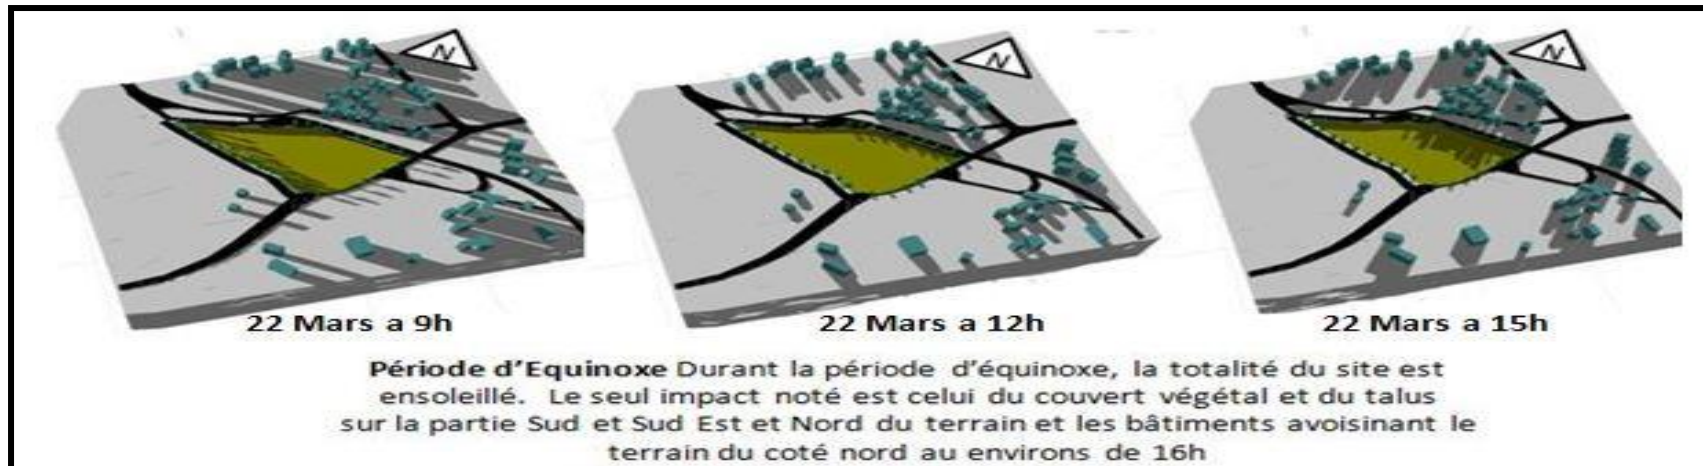 N N N
22 Mars a 9h 22 Mars a 12h 22 Mars a 15h
Période d’Equinoxe Durant la période d’équinoxe, la totalité du site est
ensoleillé. Le seul impact noté est celui du couvert végétal et du talus
sur la partie Sud et Sud Est et Nord du terrain et les bâtiments avoisinant le
terrain du coté nord au environs de 16h